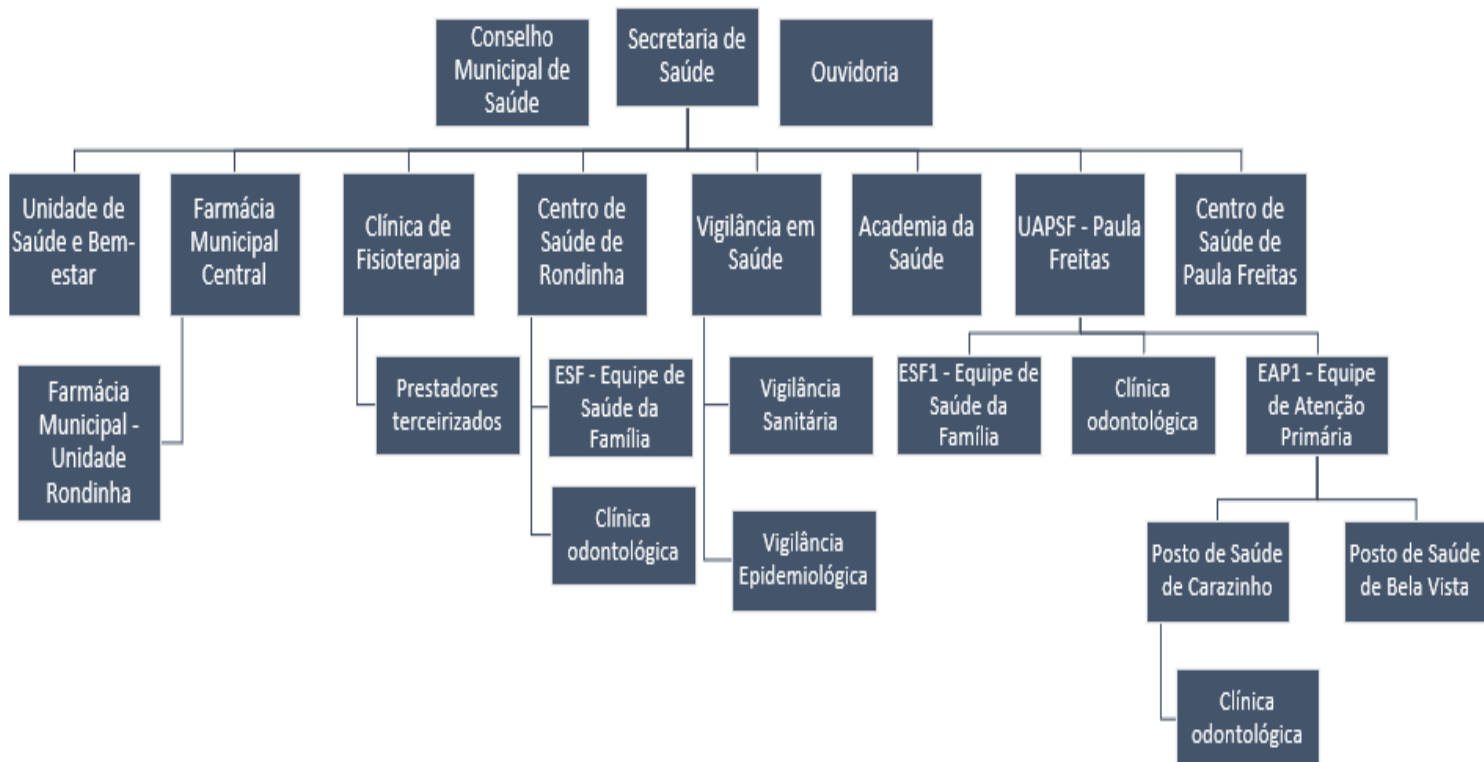 Conselho
Municipal de
Saúde
Secretaria de
Saúde
Ouvidoria
Unidade de
Saúde e Bem-
estar
Farmácia
Municipal
Central
Clínica de
Fisioterapia
Centro de
Saúde de
Rondinha
Vigilância em
Saúde
Academia da
Saúde
UAPSF - Paula
Freitas
Centro de
Saúde de
Paula Freitas
Farmácia
Municipal -
Unidade
Rondinha
Prestadores
terceirizados
ESF - Equipe de
Saúde da
Família
Clínica
odontológica
Vigilância
Sanitária
Vigilância
Epidemiológica
ESF1 - Equipe de
Saúde da
Família
Clínica
odontológica
EAP1 - Equipe
de Atenção
Primária
Posto de Saúde
de Carazinho
Posto de Saúde
de Bela Vista
Clínica
odontológica